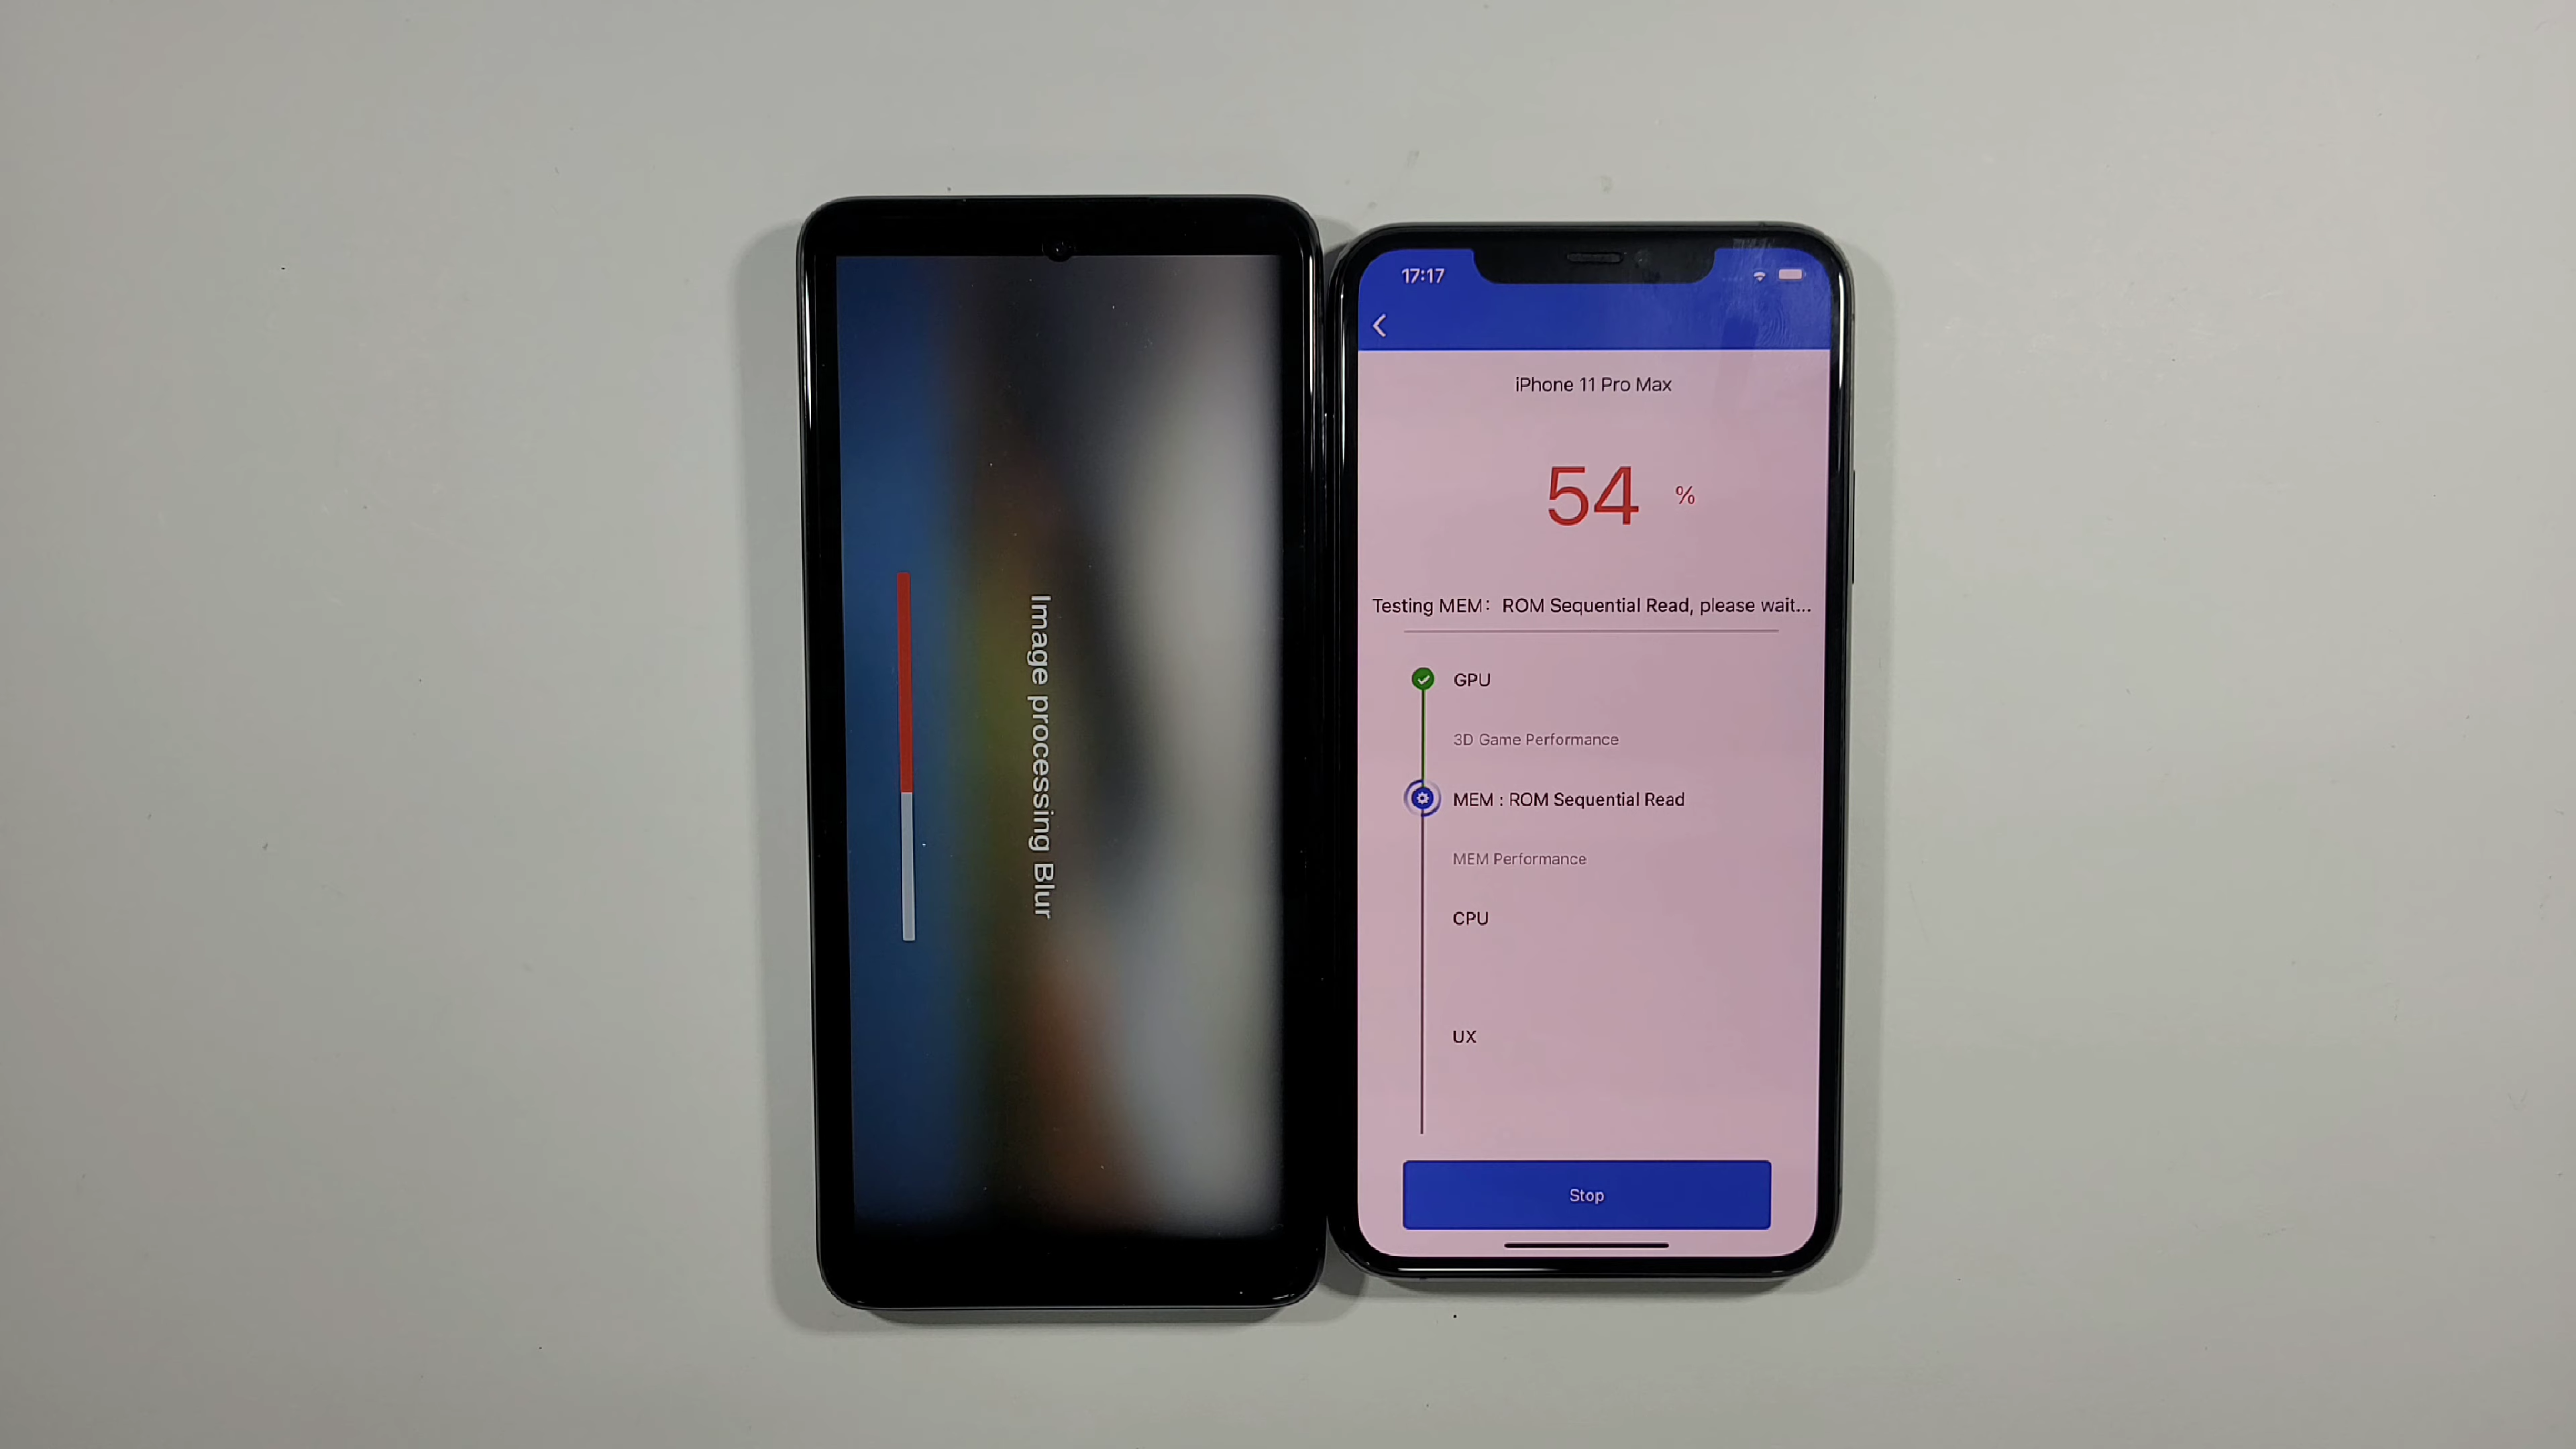 Image processing Blur
17:17
iPhone 11 Pro Max
54 %
Testing MEM: ROM Sequential Read, please wait...
GPU
3D Game Performance
MEM : ROM Sequential Read
MEM Performance
CPU
UX
Stop